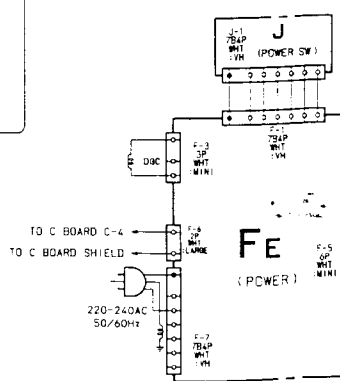 J-1
7B4P
WHT
:VH
J
(POWER SW)
F-1
7B4P
WHT
:VH
DGC
F-3
3P
WHT
:MINI
TO C BOARD C-4
TO C BOARD SHIELD
F-6
2P
WHT
:LARGE
FE
(POWER)
F-5
6P
WHT
:MINI
220-240AC
50/60Hz
F-7
7B4P
WHT
:VH